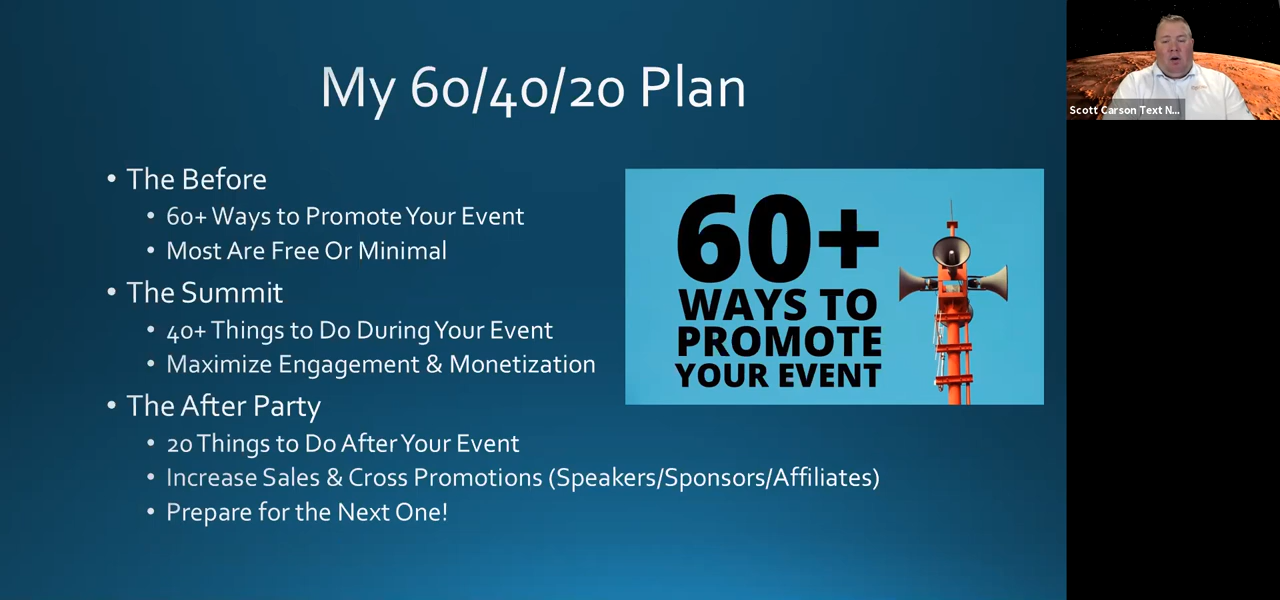 My 60/40/20 Plan
• The Before
• 60+ Ways to Promote Your Event
• Most Are Free Or Minimal
• The Summit
• 40+ Things to Do During Your Event
• Maximize Engagement & Monetization
• The After Party
• 20 Things to Do After Your Event
• Increase Sales & Cross Promotions (Speakers/Sponsors/Affiliates)
• Prepare for the Next One!
60+
WAYS TO
PROMOTE
YOUR EVENT
Scott Carson Text N...